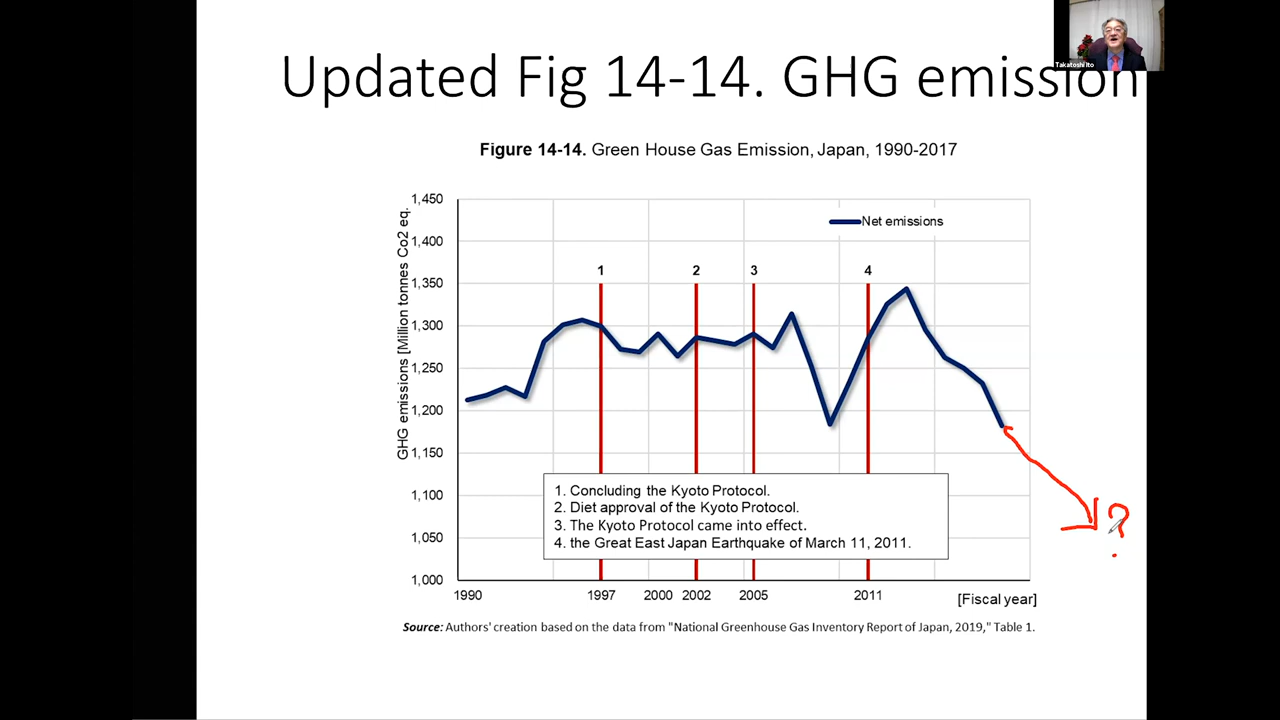 Takatoshi Ito
Updated Fig 14-14. GHG emission
Figure 14-14. Green House Gas Emission, Japan, 1990-2017
GHG emissions [Million tonnes Co2 eq.
1,450
1,400
1,350
1,300
1,250
1,200
1,150
1,100
1,050
1,000
Net emissions
1 2 3 4
1. Concluding the Kyoto Protocol.
2. Diet approval of the Kyoto Protocol.
3. The Kyoto Protocol came into effect.
4. the Great East Japan Earthquake of March 11, 2011.
?
1990 1997 2000 2002 2005 2011 [Fiscal year]
Source: Authors' creation based on the data from "National Greenhouse Gas Inventory Report of Japan, 2019," Table 1.